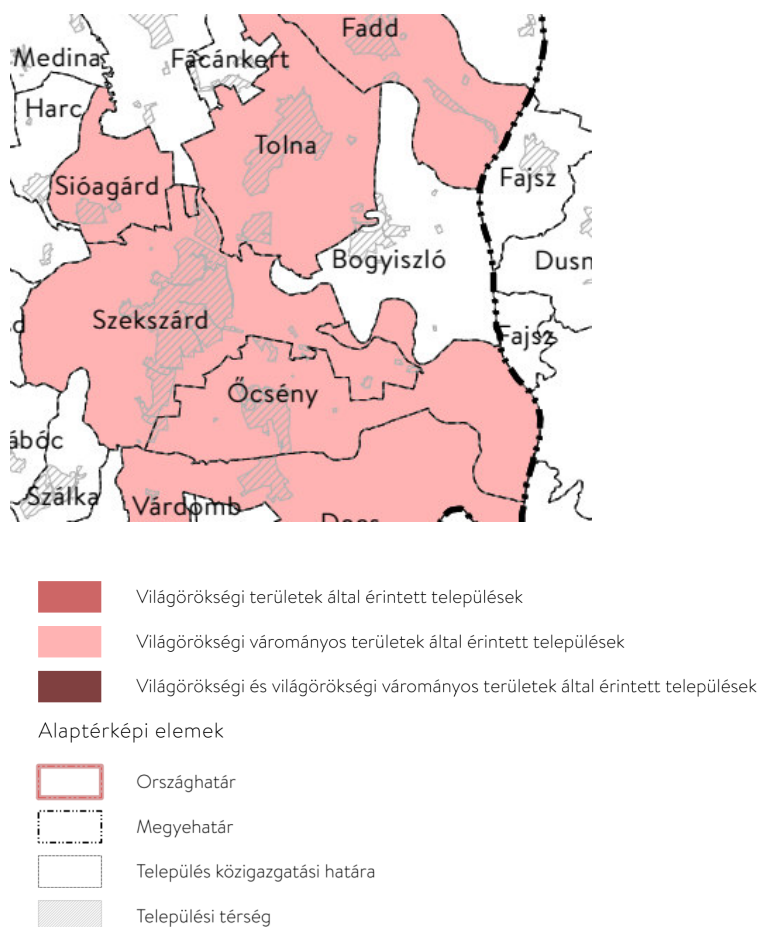 Fadd
Medina
Fácánkert
Harc
Tolna
Sióagárd
Fajsz
Bogyiszló
Dusn
Szekszárd
d
Fajsz
Őcsény
ábóc
Szálka
Várdomb
Világörökségi területek által érintett települések
Világörökségi várományos területek által érintett települések
Világörökségi és világörökségi várományos területek által érintett települések
Alaptérképi elemek
Országhatár
Megyehatár
Település közigazgatási határa
Települési térség